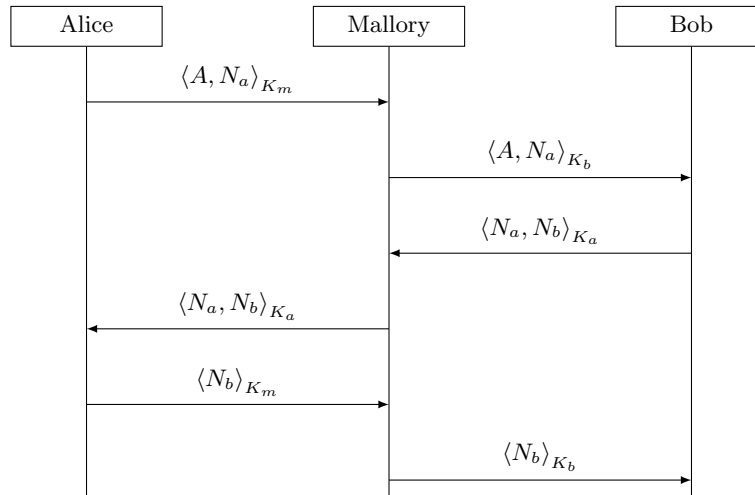 Alice Mallory Bob
⟨A, N_a⟩_{K_m}
⟨A, N_a⟩_{K_b}
⟨N_a, N_b⟩_{K_a}
⟨N_a, N_b⟩_{K_a}
⟨N_b⟩_{K_m}
⟨N_b⟩_{K_b}